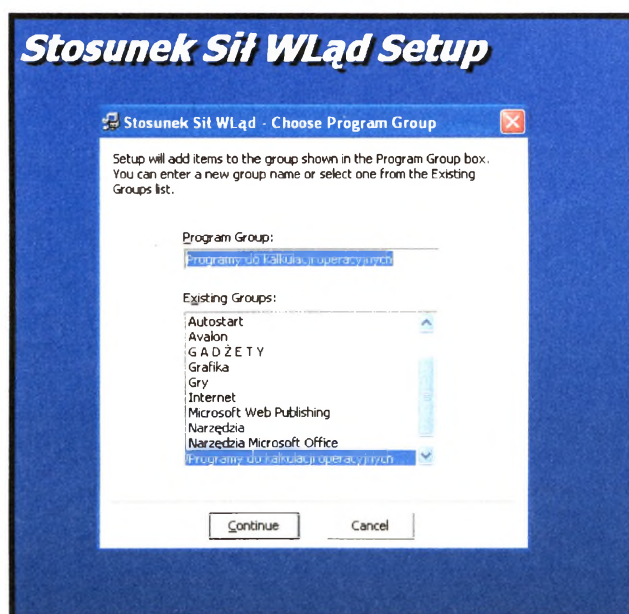 Stosunek Sił WLąd Setup
Stosunek Sił WLąd - Choose Program Group
Setup will add items to the group shown in the Program Group box.
You can enter a new group name or select one from the Existing
Groups list.
Program Group:
Programy do kalkulacji operacyjnych
Existing Groups:
Autostart
Avalon
G A D Ż E T Y
Grafika
Gry
Internet
Microsoft Web Publishing
Narzędzia
Narzędzia Microsoft Office
Programy do kalkulacji operacyjnych
Continue
Cancel